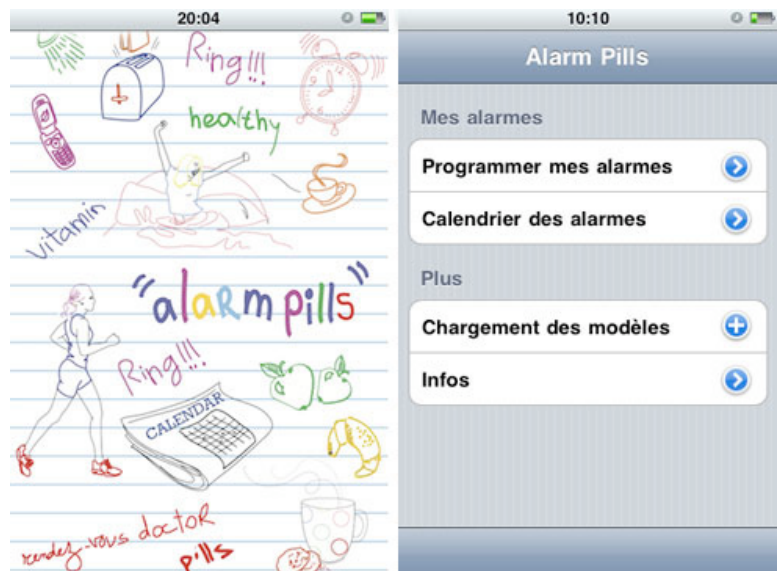 20:04
Ring!!!
healthy
vitamin
"alarm pills"
Ring!!!
CALENDAR
rendez-vous doctor
pills
10:10
Alarm Pills
Mes alarmes
Programmer mes alarmes
Calendrier des alarmes
Plus
Chargement des modèles
Infos